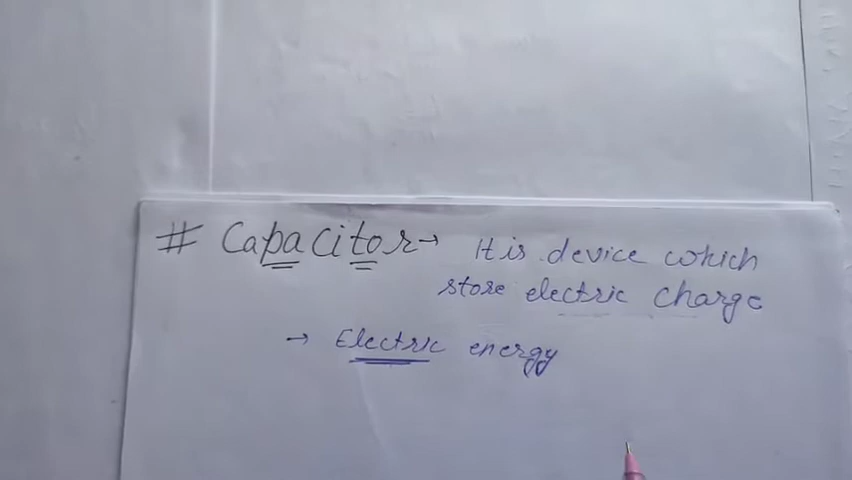 # Capacitor → It is device which
store electric charge
→ Electric energy